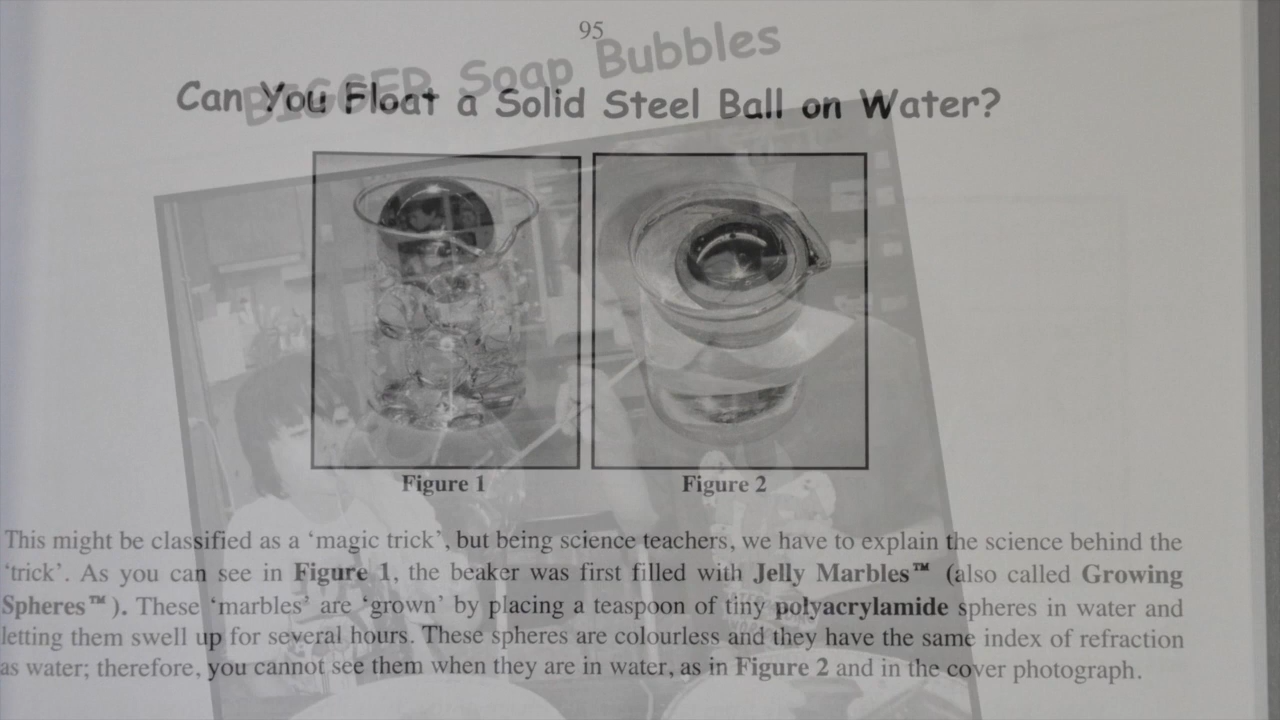 95
BIGGER Soap Bubbles
Can You Float a Solid Steel Ball on Water?
Figure 1
Figure 2
This might be classified as a ‘magic trick’, but being science teachers, we have to explain the science behind the
‘trick’. As you can see in Figure 1, the beaker was first filled with Jelly Marbles™ (also called Growing
Spheres™ ). These ‘marbles’ are ‘grown’ by placing a teaspoon of tiny polyacrylamide spheres in water and
letting them swell up for several hours. These spheres are colourless and they have the same index of refraction
as water; therefore, you cannot see them when they are in water, as in Figure 2 and in the cover photograph.